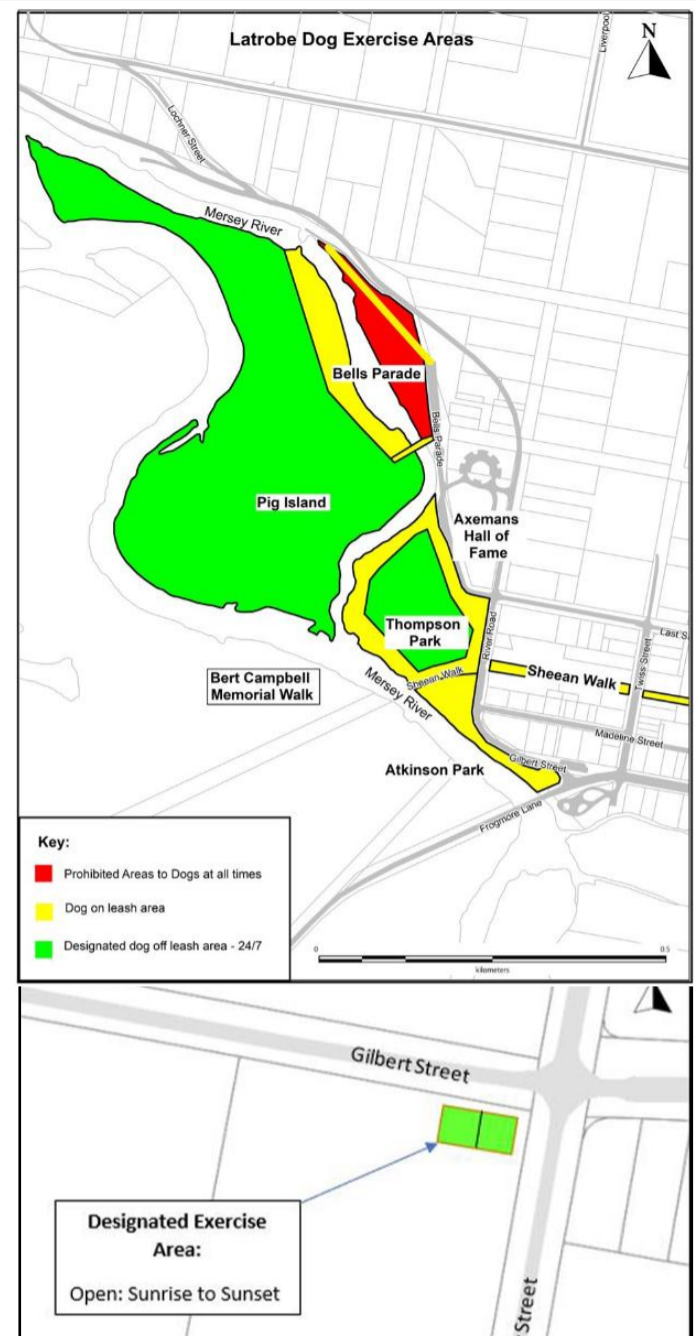 Latrobe Dog Exercise Areas
N
Liverpool
Lochner Street
Mersey River
Bells Parade
Bells Parade
Pig Island
Axemans
Hall of
Fame
Thompson
Park
River Road
Last S
Twiss Street
Sheean Walk
Sheean Walk
Bert Campbell
Memorial Walk
Mersey River
Madeline Street
Gilbert Street
Atkinson Park
Frogmore Lane
Key:
Prohibited Areas to Dogs at all times
Dog on leash area
Designated dog off leash area - 24/7
0
0.5
kilometers
Gilbert Street
Designated Exercise
Area:
Open: Sunrise to Sunset
Street